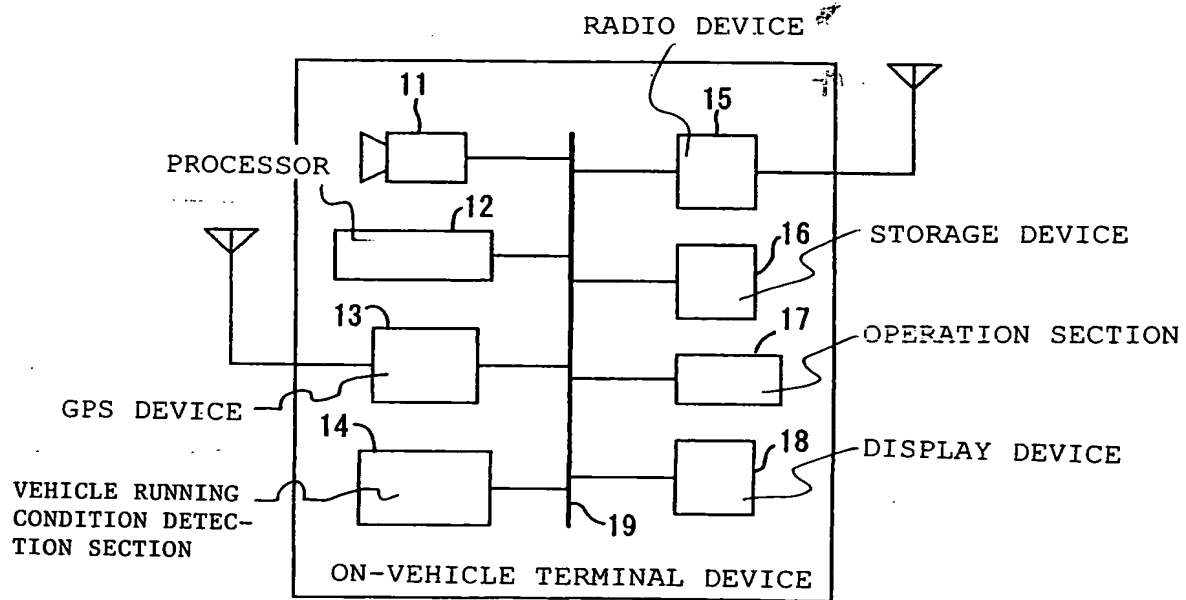 RADIO DEVICE
11
15
PROCESSOR
12
16
STORAGE DEVICE
13
17
OPERATION SECTION
GPS DEVICE
14
18
DISPLAY DEVICE
VEHICLE RUNNING
CONDITION DETEC-
TION SECTION
19
ON-VEHICLE TERMINAL DEVICE